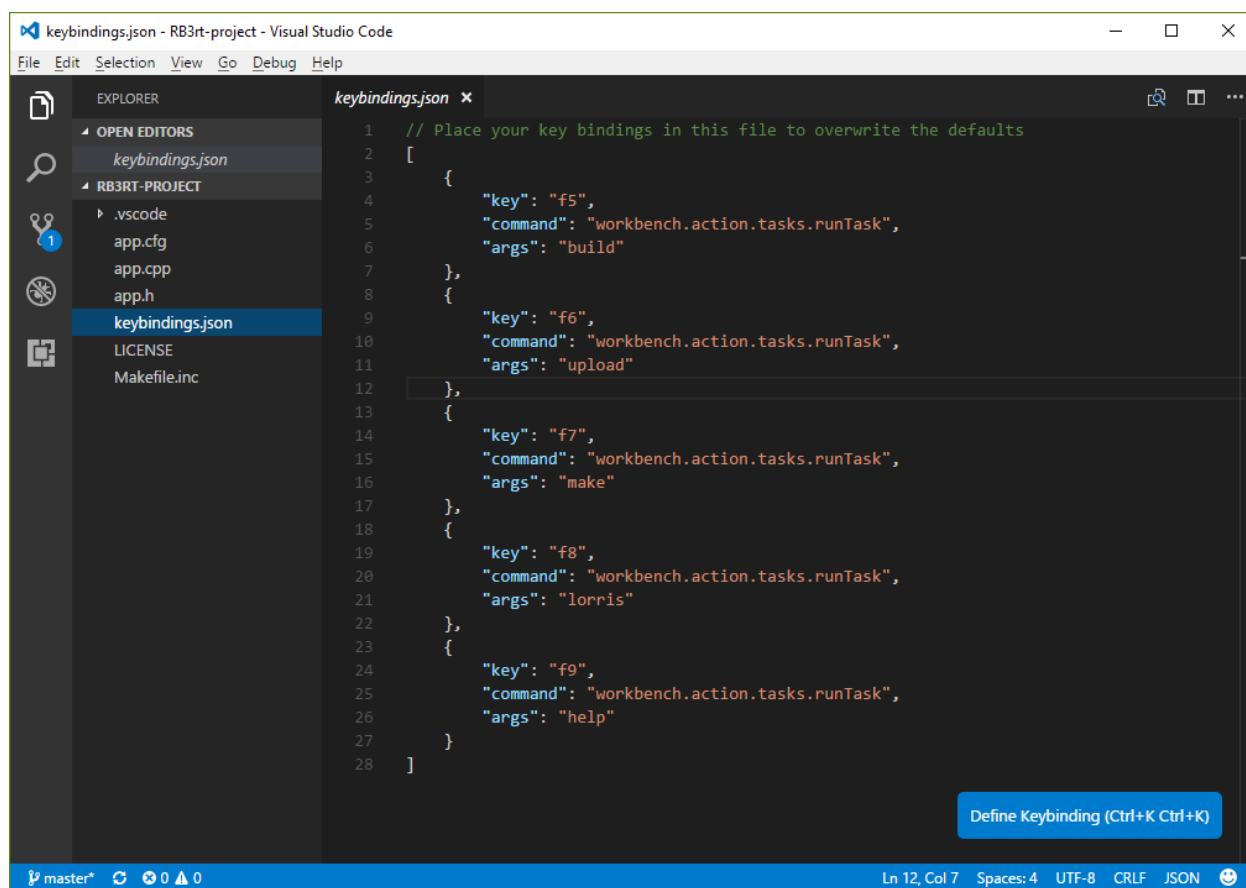 keybindings.json - RB3rt-project - Visual Studio Code
File Edit Selection View Go Debug Help
EXPLORER
OPEN EDITORS
keybindings.json
RB3RT-PROJECT
.vscode
app.cfg
app.cpp
app.h
keybindings.json
LICENSE
Makefile.inc
1
keybindings.json
1 // Place your key bindings in this file to overwrite the defaults
2 [
3     {
4         "key": "f5",
5         "command": "workbench.action.tasks.runTask",
6         "args": "build"
7     },
8     {
9         "key": "f6",
10         "command": "workbench.action.tasks.runTask",
11         "args": "upload"
12     },
13     {
14         "key": "f7",
15         "command": "workbench.action.tasks.runTask",
16         "args": "make"
17     },
18     {
19         "key": "f8",
20         "command": "workbench.action.tasks.runTask",
21         "args": "lorris"
22     },
23     {
24         "key": "f9",
25         "command": "workbench.action.tasks.runTask",
26         "args": "help"
27     }
28 ]
Define Keybinding (Ctrl+K Ctrl+K)
master* 0 0 Ln 12, Col 7 Spaces: 4 UTF-8 CRLF JSON